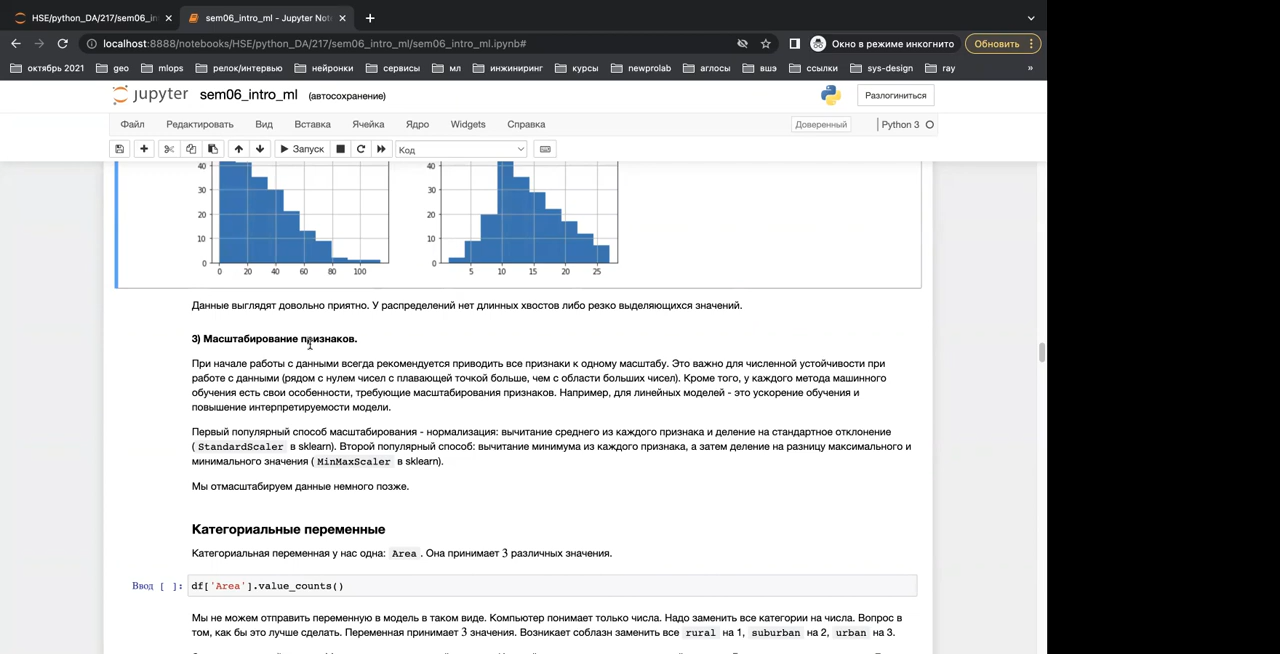 HSE/python_DA/217/sem06_in
sem06_intro_ml - Jupyter Not
localhost:8888/notebooks/HSE/python_DA/217/sem06_intro_ml/sem06_intro_ml.ipynb#
Окно в режиме инкогнито
Обновить
октябрь 2021 geo mlops релок/интервью нейронки сервисы мл инжиниринг курсы newprolab аглосы вшэ ссылки sys-design ray »
jupyter sem06_intro_ml (автосохранение)
Разлогиниться
Файл Редактировать Вид Вставка Ячейка Ядро Widgets Справка
Доверенный Python 3
Запуск Код
40 40
30 30
20 20
10 10
0 0
0 20 40 60 80 100 5 10 15 20 25
Данные выглядят довольно приятно. У распределений нет длинных хвостов либо резко выделяющихся значений.
3) Масштабирование признаков.
При начале работы с данными всегда рекомендуется приводить все признаки к одному масштабу. Это важно для численной устойчивости при
работе с данными (рядом с нулем чисел с плавающей точкой больше, чем с области больших чисел). Кроме того, у каждого метода машинного
обучения есть свои особенности, требующие масштабирования признаков. Например, для линейных моделей - это ускорение обучения и
повышение интерпретируемости модели.
Первый популярный способ масштабирования - нормализация: вычитание среднего из каждого признака и деление на стандартное отклонение
( StandardScaler в sklearn). Второй популярный способ: вычитание минимума из каждого признака, а затем деление на разницу максимального и
минимального значения ( MinMaxScaler в sklearn).
Мы отмасштабируем данные немного позже.
Категориальные переменные
Категориальная переменная у нас одна: Area . Она принимает 3 различных значения.
Ввод [ ]: df['Area'].value_counts()
Мы не можем отправить переменную в модель в таком виде. Компьютер понимает только числа. Надо заменить все категории на числа. Вопрос в
том, как бы это лучше сделать. Переменная принимает 3 значения. Возникает соблазн заменить все rural на 1, suburban на 2, urban на 3.